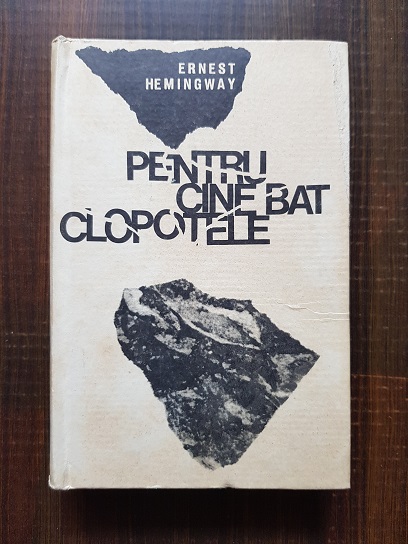 ERNEST
HEMINGWAY
PENTRU
CINE BAT
CLOPOTELE